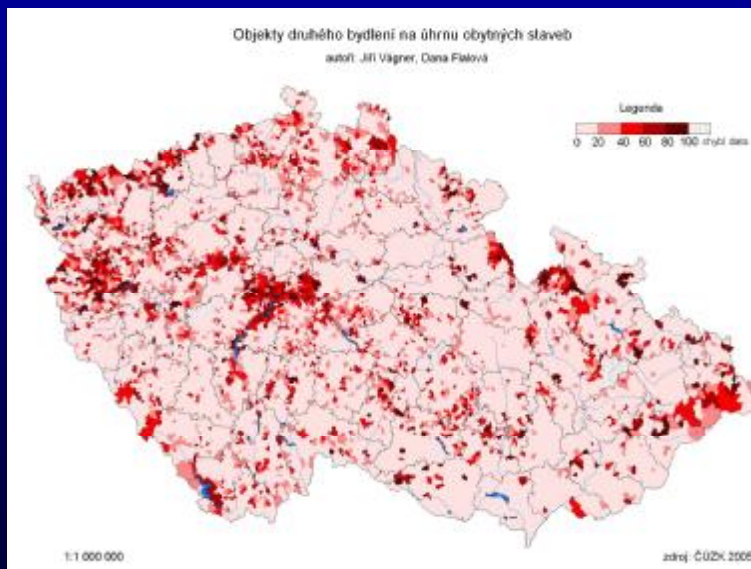 Objekty druhého bydlení na úhrnu obytných staveb
autoři: Jiří Vágner, Dana Fialová
Legenda
0 20 40 60 80 100 chybí data
1:1 000 000
zdroj: ČÚZK 2005